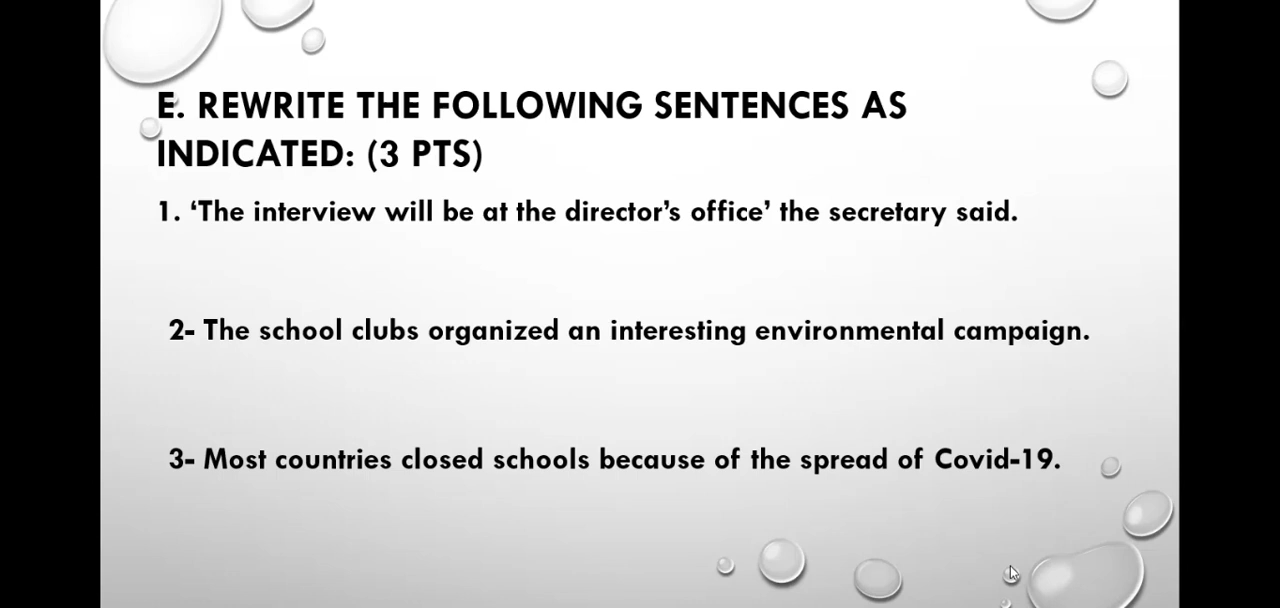 E. REWRITE THE FOLLOWING SENTENCES AS
INDICATED: (3 PTS)
1. ‘The interview will be at the director’s office’ the secretary said.
2- The school clubs organized an interesting environmental campaign.
3- Most countries closed schools because of the spread of Covid-19.